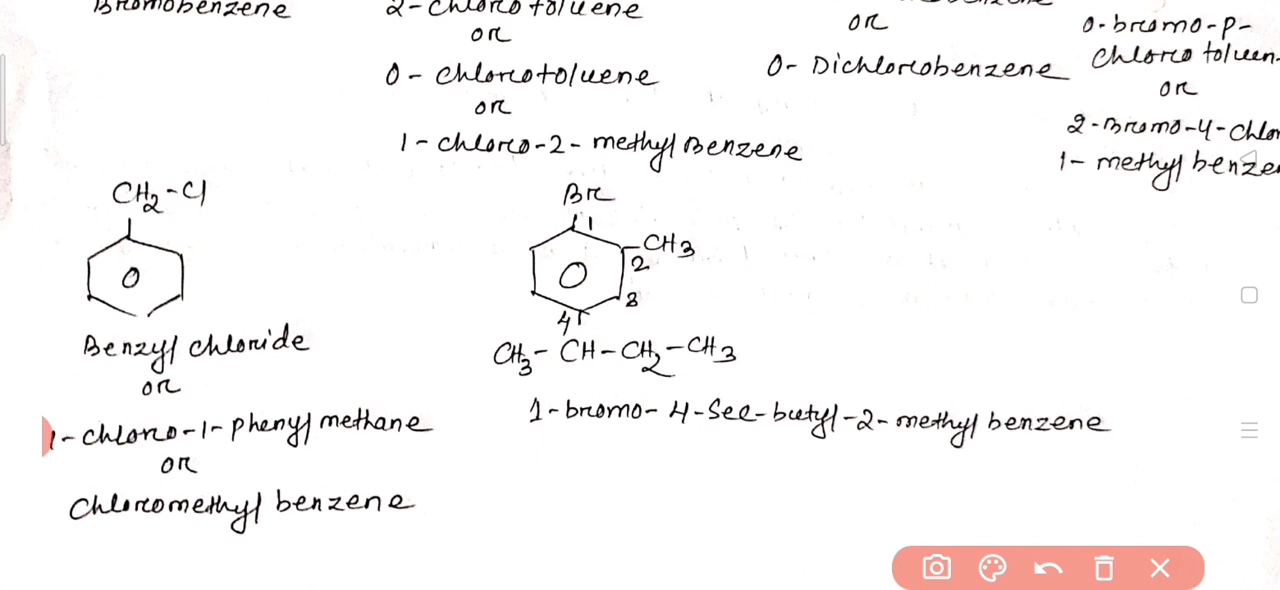 Bromobenzene
2-Chlorotoluene
or
O-chlorotoluene
or
1-chloro-2-methyl Benzene
or
O-Dichlorobenzene
O-bromo-p-
chloro toluen
or
2-Bromo-4-chlor
1-methyl benze
CH2-Cl
Benzyl chloride
or
1-chloro-1-phenyl methane
or
Chloromethyl benzene
Br
1
CH3
2
3
4
CH3-CH-CH2-CH3
1-bromo-4-Sec-butyl-2-methyl benzene